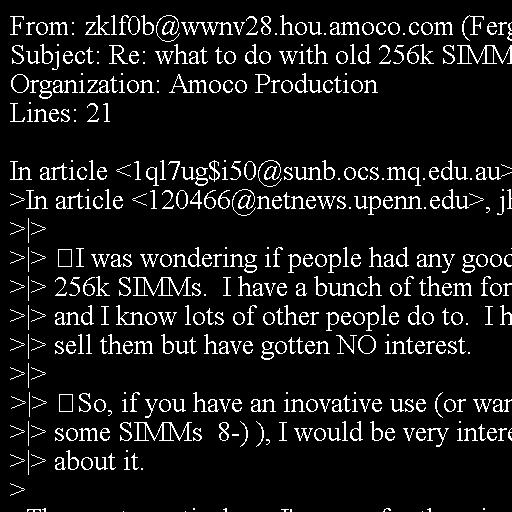 From: zklf0b@wwnv28.hou.amoco.com (Ferg
Subject: Re: what to do with old 256k SIMM
Organization: Amoco Production
Lines: 21

In article <1ql7ug$i50@sunb.ocs.mq.edu.au>
>In article <120466@netnews.upenn.edu>, jh
>|>
>|> I was wondering if people had any good
>|> 256k SIMMs.  I have a bunch of them for
>|> and I know lots of other people do to.  I h
>|> sell them but have gotten NO interest.
>|>
>|> So, if you have an inovative use (or wan
>|> some SIMMs  8-) ), I would be very intere
>|> about it.
>